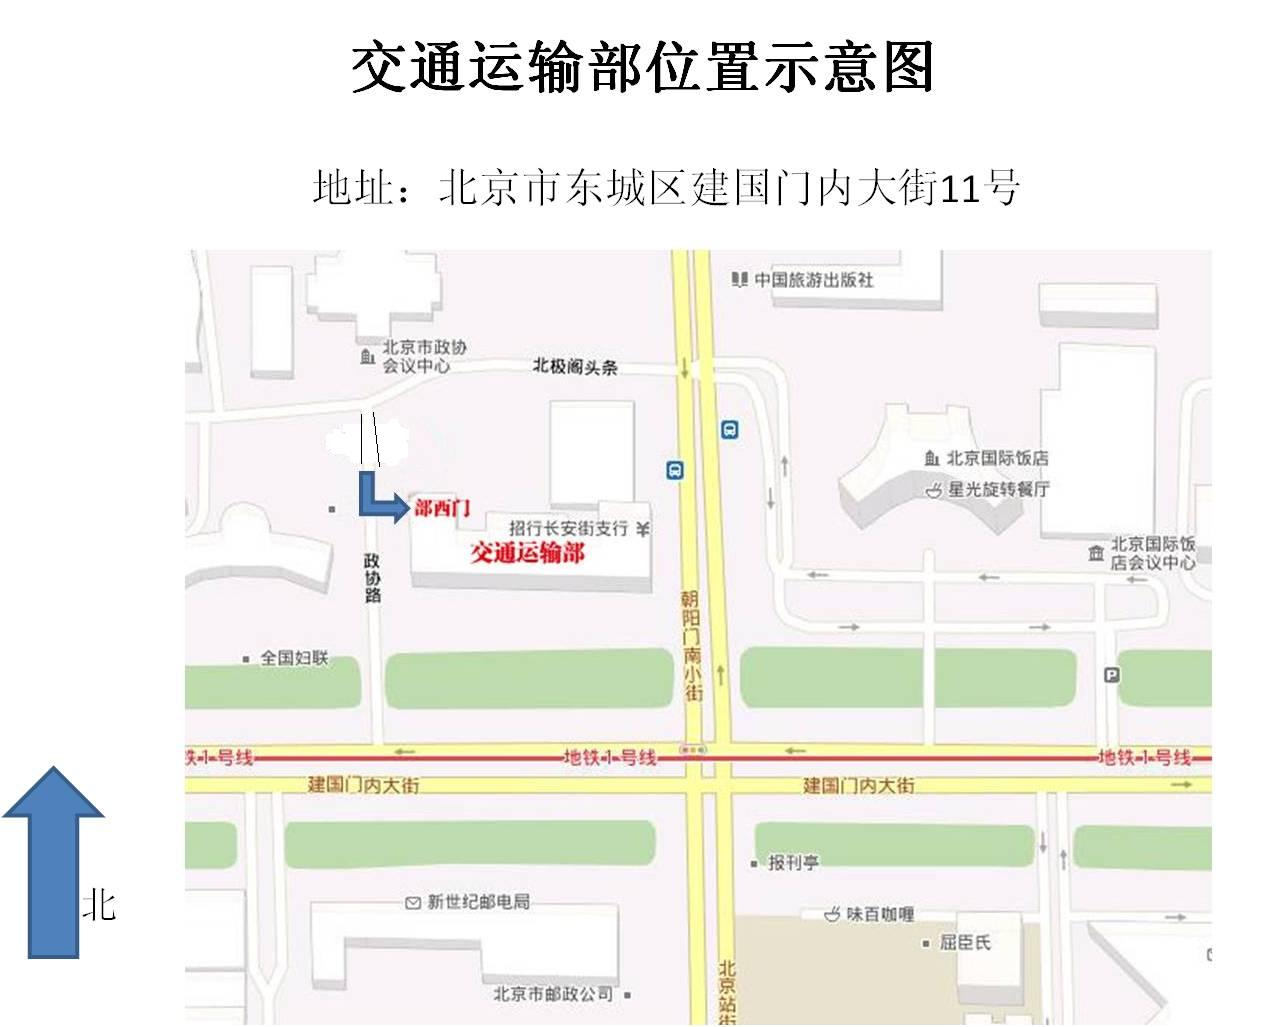 交通运输部位置示意图
地址：北京市东城区建国门内大街11号
中国旅游出版社
北京市政协
会议中心
北极阁头条
北京国际饭店
星光旋转餐厅
部西门
招行长安街支行
交通运输部
北京国际饭
店会议中心
政协路
朝阳门南小街
全国妇联
P
铁1号线
地铁1号线
地铁1号线
建国门内大街
建国门内大街
报刊亭
北
新世纪邮电局
味百咖喱
屈臣氏
北京市邮政公司
北京站街